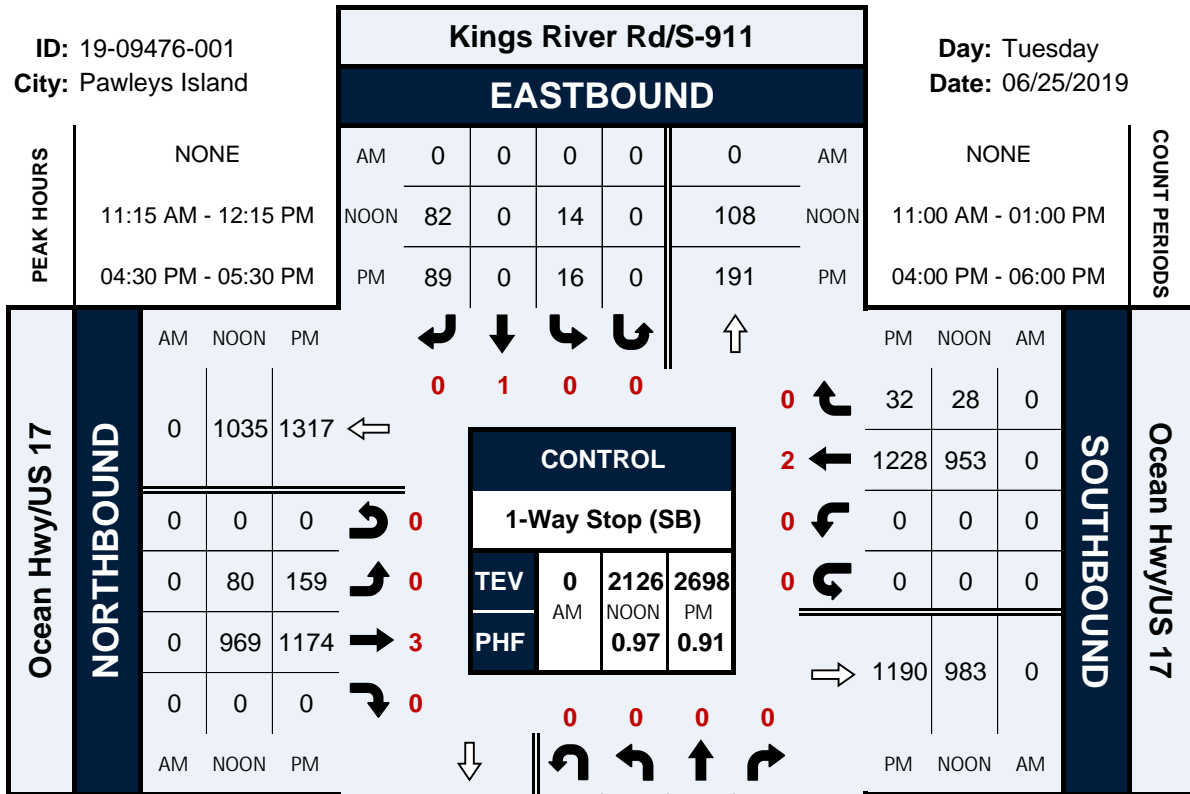 Kings River Rd/S-911
ID: 19-09476-001
Day: Tuesday
City: Pawleys Island
Date: 06/25/2019
EASTBOUND
PEAK HOURS
NONE
AM 0 0 0 0 0 AM
NONE
COUNT PERIODS
11:15 AM - 12:15 PM
NOON 82 0 14 0 108 NOON
11:00 AM - 01:00 PM
04:30 PM - 05:30 PM
PM 89 0 16 0 191 PM
04:00 PM - 06:00 PM
AM NOON PM
PM NOON AM
0 1 0 0
Ocean Hwy/US 17
NORTHBOUND
0 1035 1317
0 0 0 0
0 80 159 0
0 969 1174 3
0 0 0 0
AM NOON PM
CONTROL
1-Way Stop (SB)
TEV 0 2126 2698
AM NOON PM
PHF 0.97 0.91
0 32 28 0
2 1228 953 0
0 0 0 0
0 0 0 0
1190 983 0
SOUTHBOUND
Ocean Hwy/US 17
0 0 0 0
PM NOON AM